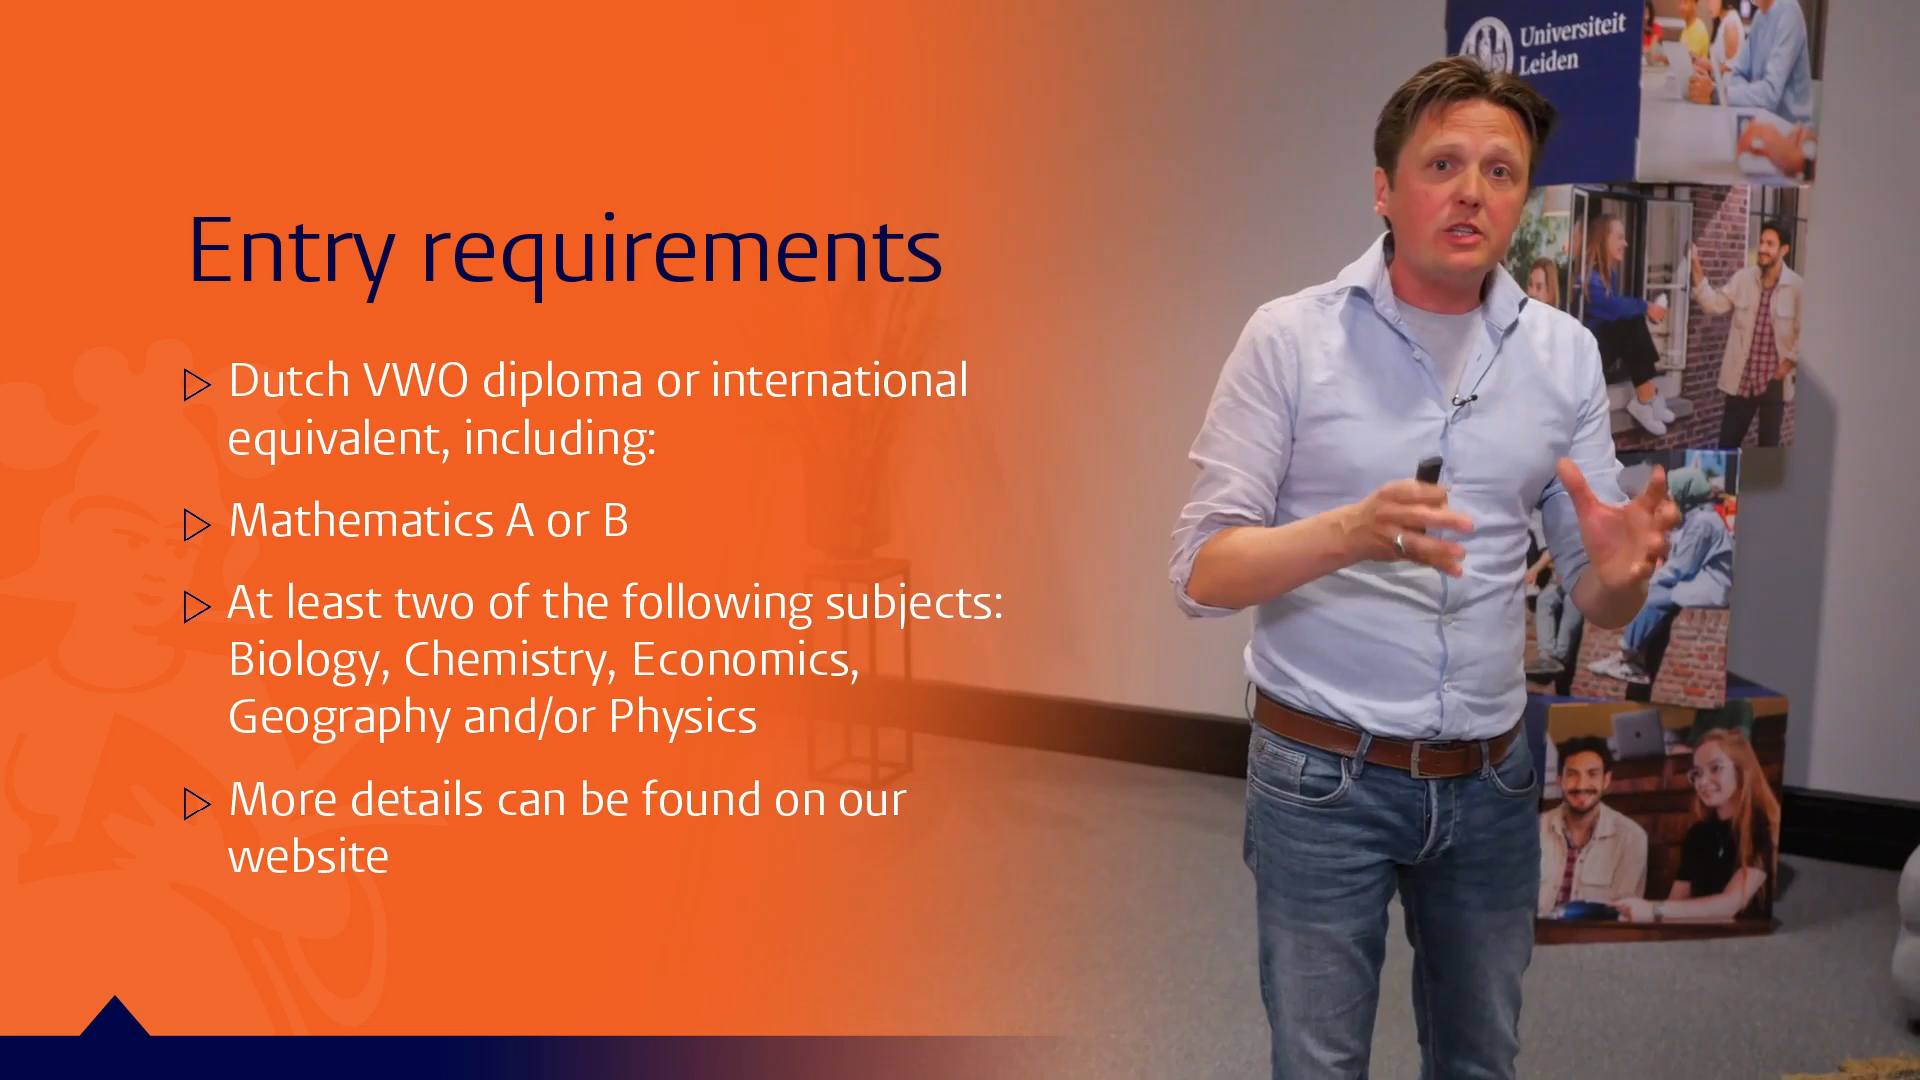 Universiteit
Leiden
Entry requirements
Dutch VWO diploma or international
equivalent, including:
Mathematics A or B
At least two of the following subjects:
Biology, Chemistry, Economics,
Geography and/or Physics
More details can be found on our
website